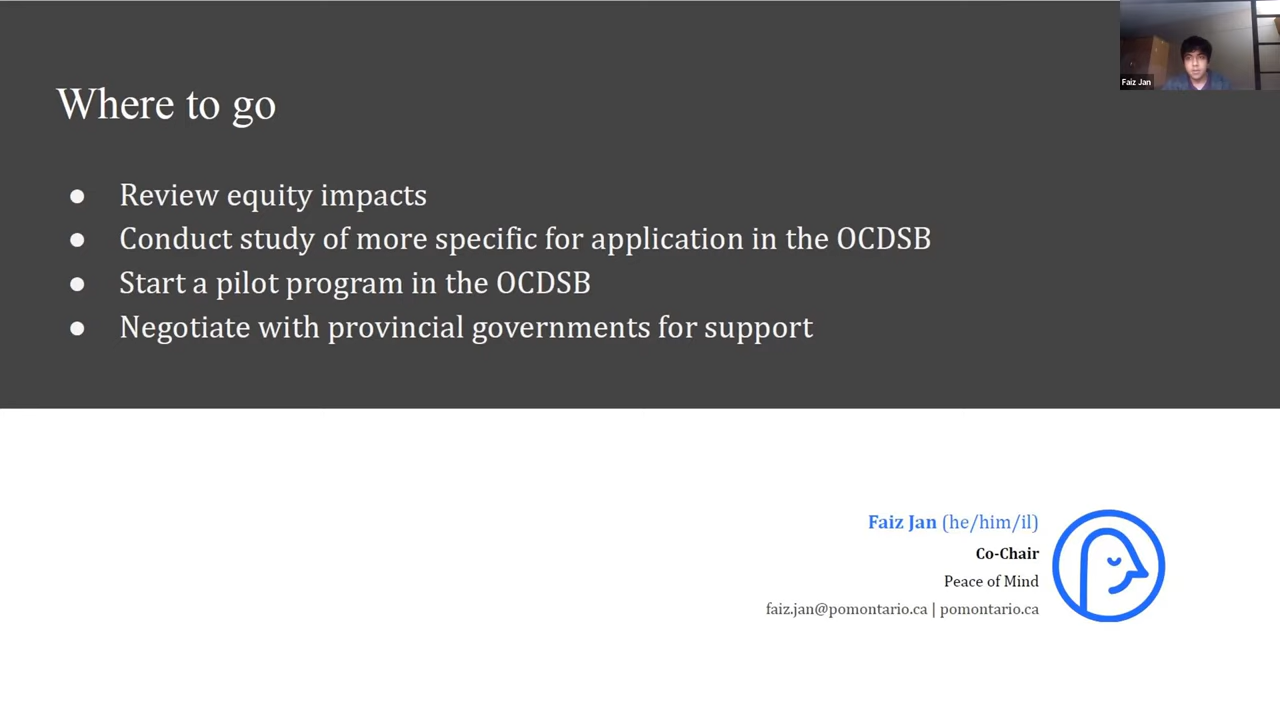 Faiz Jan
Where to go
● Review equity impacts
● Conduct study of more specific for application in the OCDSB
● Start a pilot program in the OCDSB
● Negotiate with provincial governments for support
Faiz Jan (he/him/il)
Co-Chair
Peace of Mind
faiz.jan@pomontario.ca | pomontario.ca